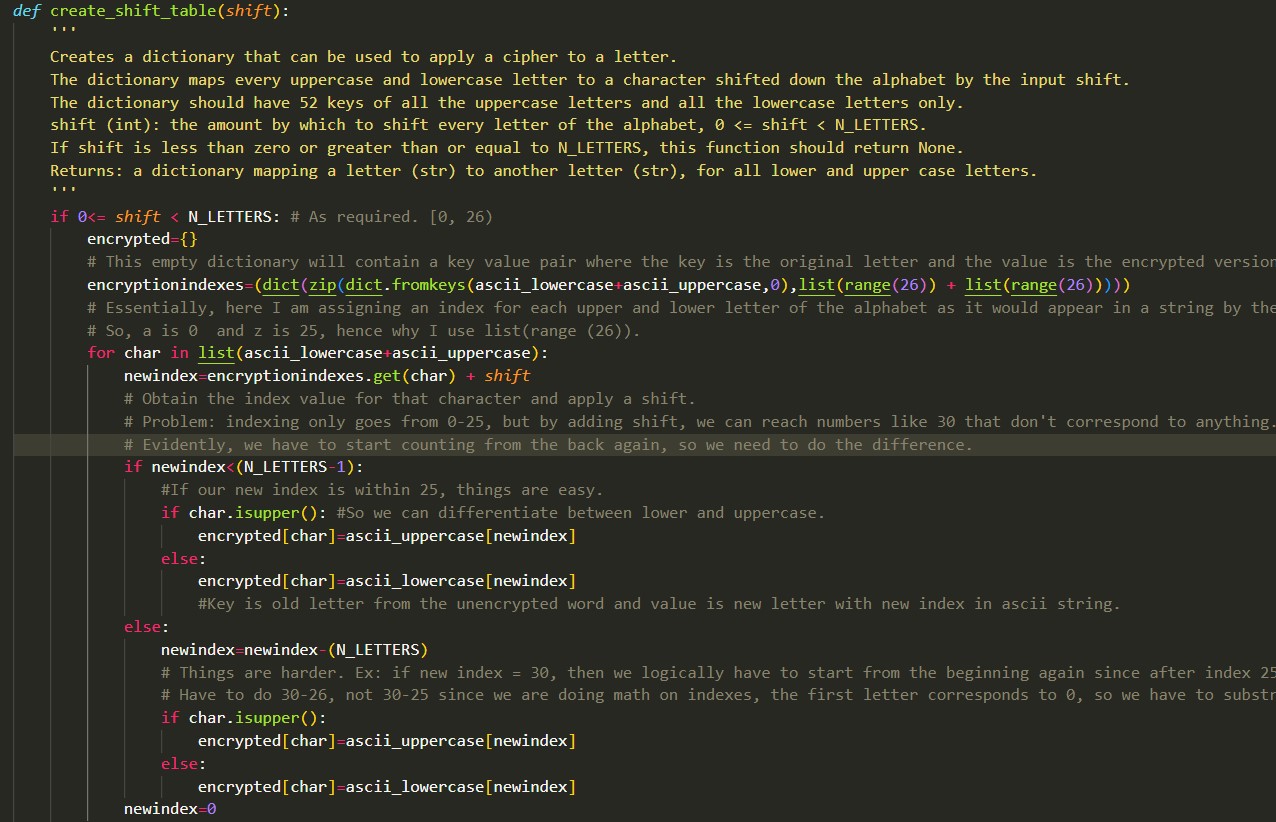 def create_shift_table(shift):
'''
Creates a dictionary that can be used to apply a cipher to a letter.
The dictionary maps every uppercase and lowercase letter to a character shifted down the alphabet by the input shift.
The dictionary should have 52 keys of all the uppercase letters and all the lowercase letters only.
shift (int): the amount by which to shift every letter of the alphabet, 0 <= shift < N_LETTERS.
If shift is less than zero or greater than or equal to N_LETTERS, this function should return None.
Returns: a dictionary mapping a letter (str) to another letter (str), for all lower and upper case letters.
'''
if 0<= shift < N_LETTERS: # As required. [0, 26)
encrypted={}
# This empty dictionary will contain a key value pair where the key is the original letter and the value is the encrypted version
encryptionindexes=(dict(zip(dict.fromkeys(ascii_lowercase+ascii_uppercase,0),list(range(26)) + list(range(26)))))
# Essentially, here I am assigning an index for each upper and lower letter of the alphabet as it would appear in a string by the
# So, a is 0  and z is 25, hence why I use list(range (26)).
for char in list(ascii_lowercase+ascii_uppercase):
newindex=encryptionindexes.get(char) + shift
# Obtain the index value for that character and apply a shift.
# Problem: indexing only goes from 0-25, but by adding shift, we can reach numbers like 30 that don't correspond to anything.
# Evidently, we have to start counting from the back again, so we need to do the difference.
if newindex<(N_LETTERS-1):
#If our new index is within 25, things are easy.
if char.isupper(): #So we can differentiate between lower and uppercase.
encrypted[char]=ascii_uppercase[newindex]
else:
encrypted[char]=ascii_lowercase[newindex]
#Key is old letter from the unencrypted word and value is new letter with new index in ascii string.
else:
newindex=newindex-(N_LETTERS)
# Things are harder. Ex: if new index = 30, then we logically have to start from the beginning again since after index 25
# Have to do 30-26, not 30-25 since we are doing math on indexes, the first letter corresponds to 0, so we have to substr
if char.isupper():
encrypted[char]=ascii_uppercase[newindex]
else:
encrypted[char]=ascii_lowercase[newindex]
newindex=0